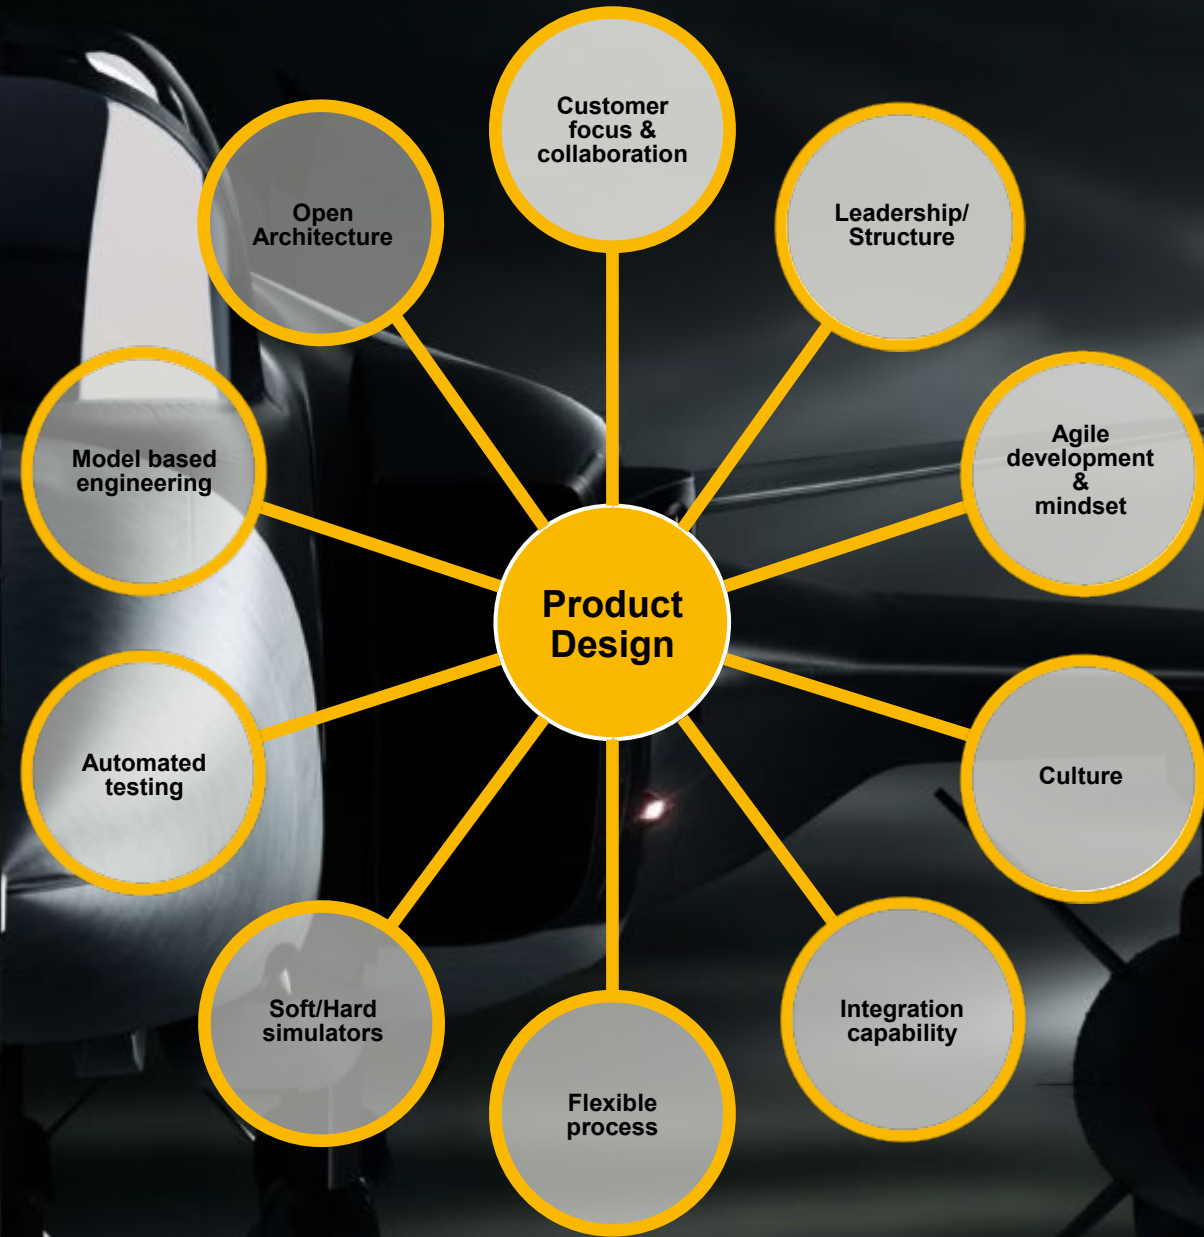 Customer
focus &
collaboration
Leadership/
Structure
Agile
development
&
mindset
Culture
Integration
capability
Flexible
process
Soft/Hard
simulators
Automated
testing
Model based
engineering
Open
Architecture
Product
Design